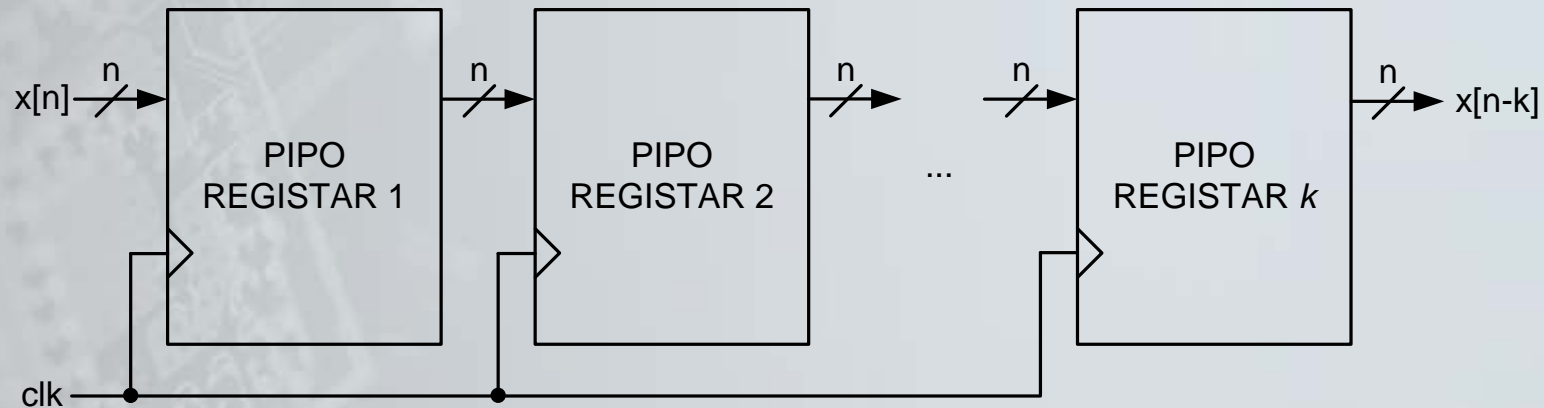 n
x[n]
PIPO
REGISTAR 1
n
PIPO
REGISTAR 2
n
...
n
PIPO
REGISTAR k
n
x[n-k]
clk